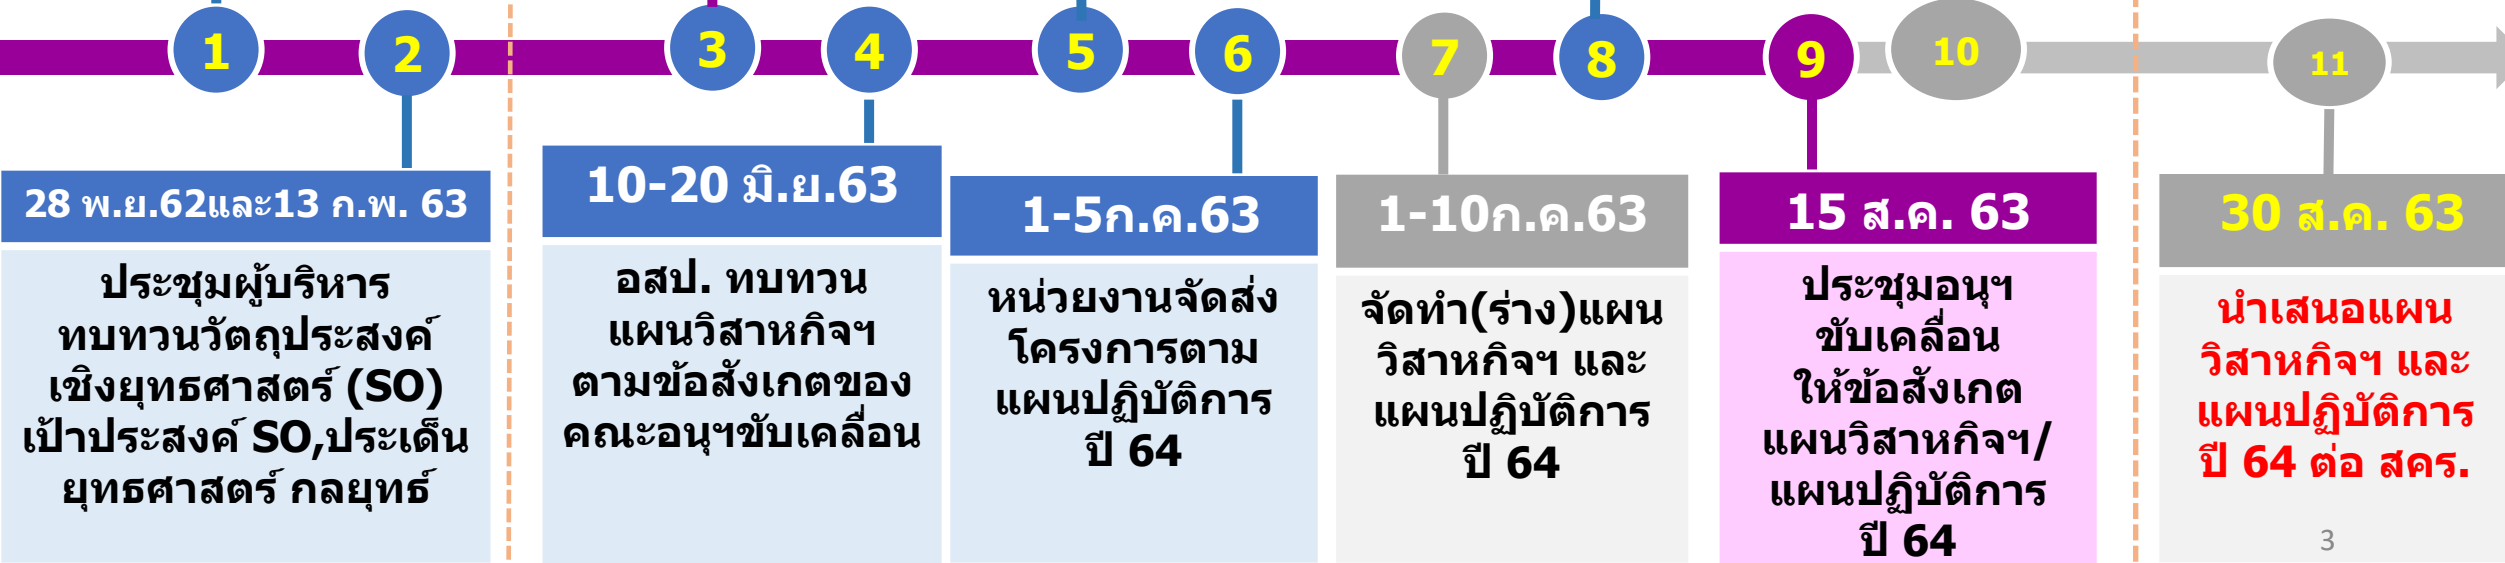 1
2
3
4
5
6
7
8
9
10
11
28 พ.ย.62และ13 ก.พ. 63
ประชุมผู้บริหาร
ทบทวนวัตถุประสงค์
เชิงยุทธศาสตร์ (SO)
เป้าประสงค์ SO,ประเด็น
ยุทธศาสตร์ กลยุทธ์
10-20 มิ.ย.63
อสป. ทบทวน
แผนวิสาหกิจฯ
ตามข้อสังเกตของ
คณะอนุฯขับเคลื่อน
1-5ก.ค.63
หน่วยงานจัดส่ง
โครงการตาม
แผนปฏิบัติการ
ปี 64
1-10ก.ค.63
จัดทำ(ร่าง)แผน
วิสาหกิจฯ และ
แผนปฏิบัติการ
ปี 64
15 ส.ค. 63
ประชุมอนุฯ
ขับเคลื่อน
ให้ข้อสังเกต
แผนวิสาหกิจฯ/
แผนปฏิบัติการ
ปี 64
30 ส.ค. 63
นำเสนอแผน
วิสาหกิจฯ และ
แผนปฏิบัติการ
ปี 64 ต่อ สคร.
3